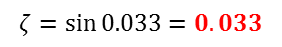 ζ = sin 0.033 = 0.033